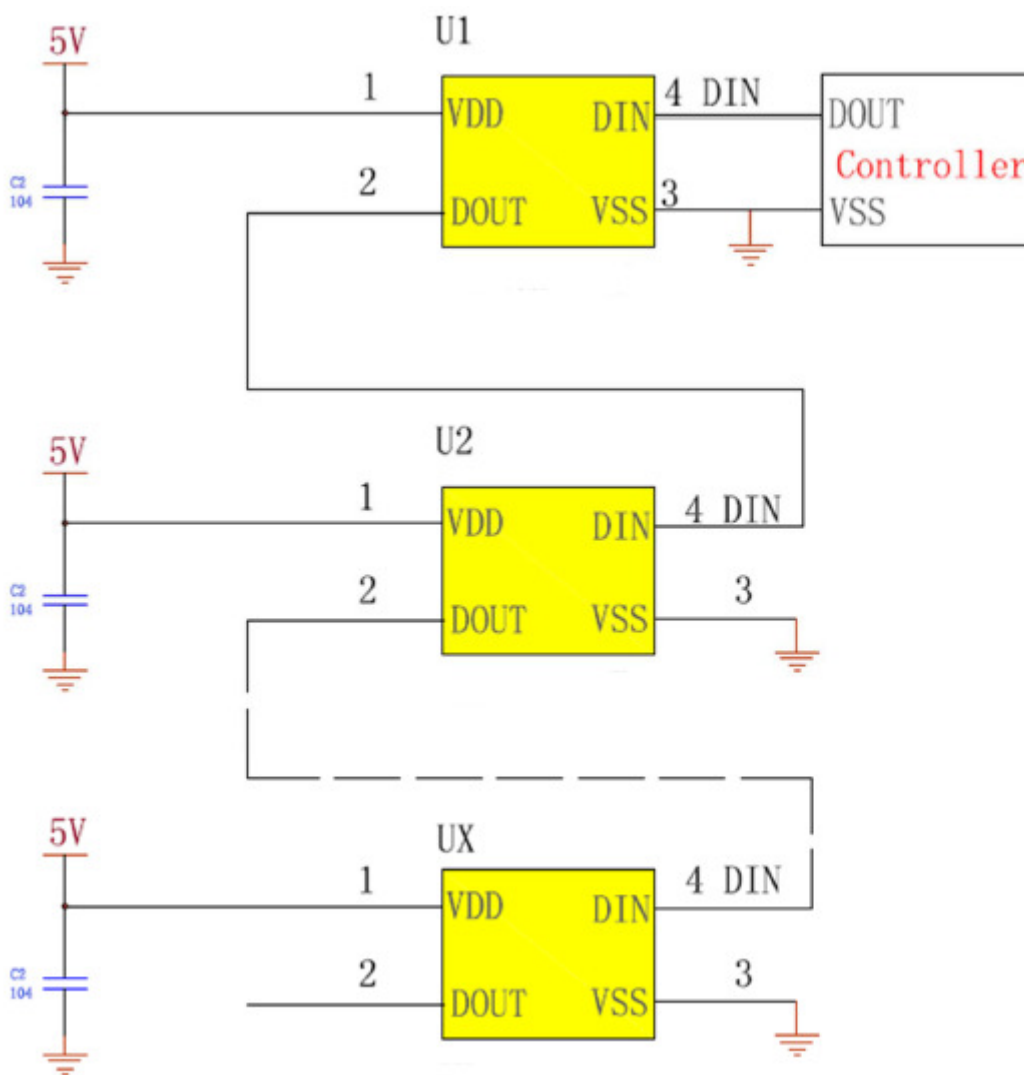 U1
5V
1
4 DIN
VDD
DIN
DOUT
Controller
C2
104
2
3
DOUT
VSS
VSS
U2
5V
1
4 DIN
VDD
DIN
C2
104
2
3
DOUT
VSS
UX
5V
1
4 DIN
VDD
DIN
C2
104
2
3
DOUT
VSS